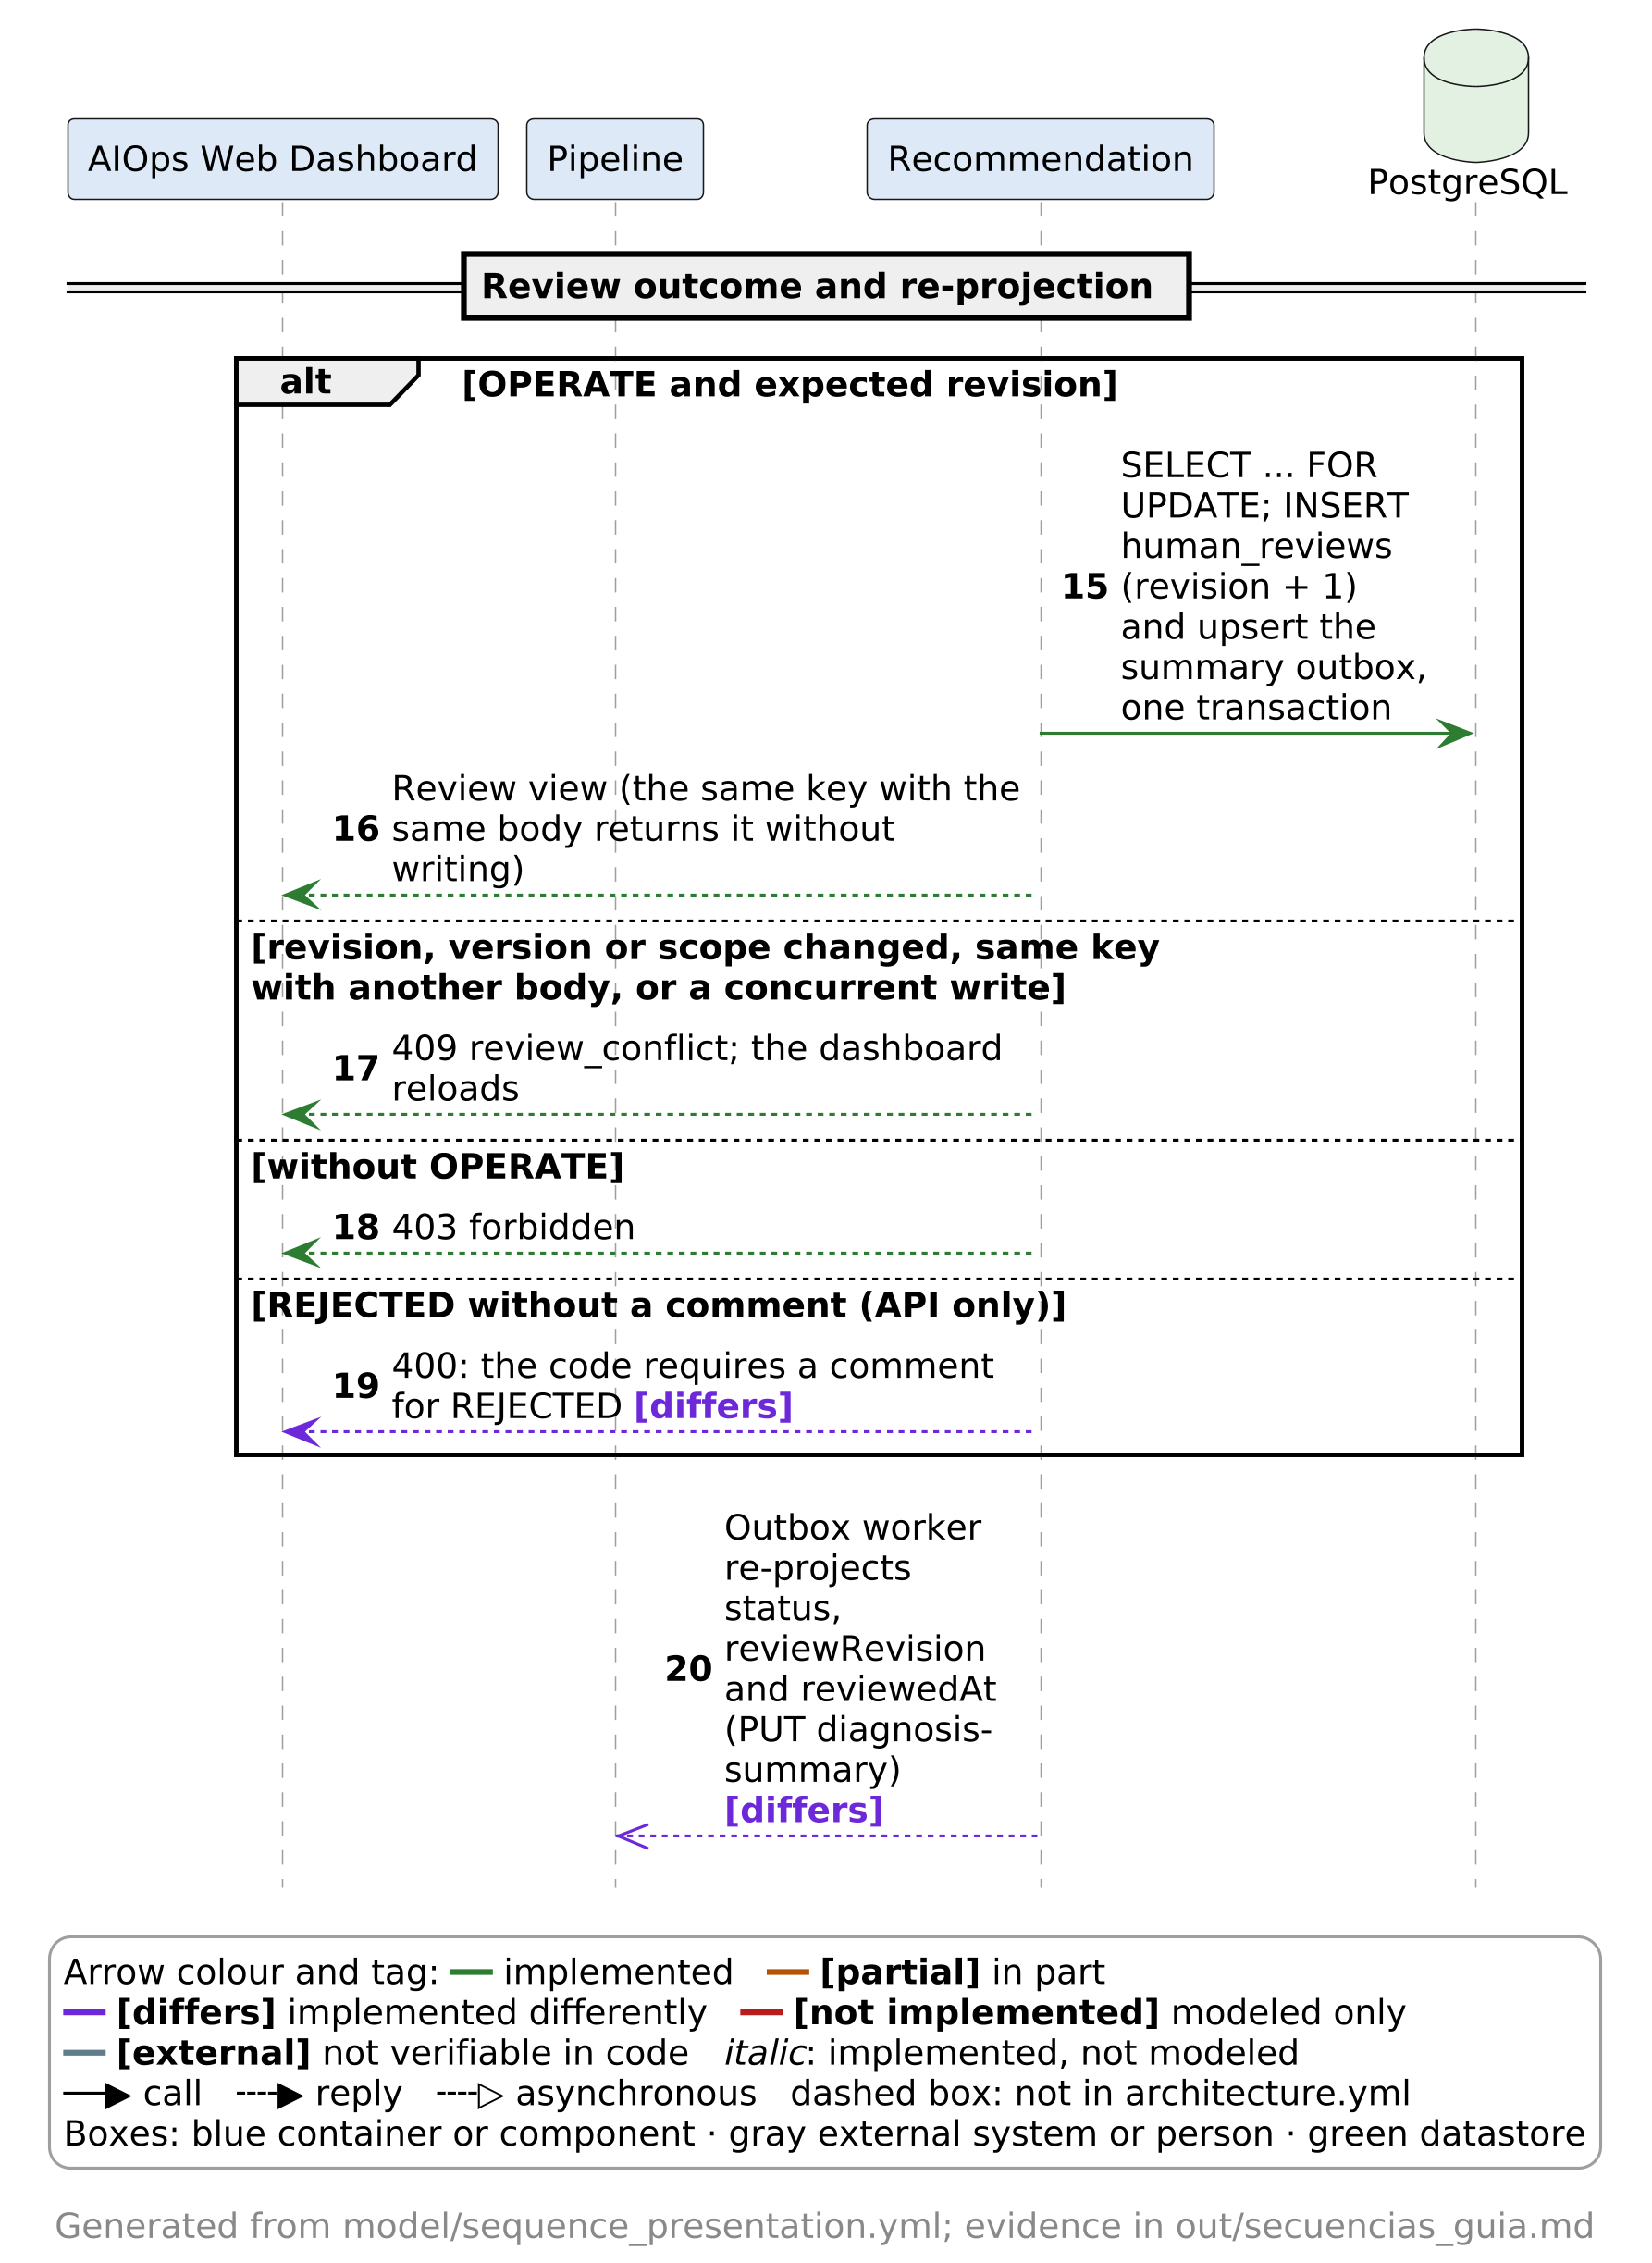 AIOps Web Dashboard
Pipeline
Recommendation
PostgreSQL
Review outcome and re-projection
alt
[OPERATE and expected revision]
SELECT ... FOR
UPDATE; INSERT
human_reviews
15 (revision + 1)
and upsert the
summary outbox,
one transaction
Review view (the same key with the
16 same body returns it without
writing)
[revision, version or scope changed, same key
with another body, or a concurrent write]
17 409 review_conflict; the dashboard
reloads
[without OPERATE]
18 403 forbidden
[REJECTED without a comment (API only)]
19 400: the code requires a comment
for REJECTED [differs]
Outbox worker
re-projects
status,
reviewRevision
20 and reviewedAt
(PUT diagnosis-
summary)
[differs]
Arrow colour and tag: implemented [partial] in part
[differs] implemented differently [not implemented] modeled only
[external] not verifiable in code italic: implemented, not modeled
call reply asynchronous dashed box: not in architecture.yml
Boxes: blue container or component · gray external system or person · green datastore
Generated from model/sequence_presentation.yml; evidence in out/secuencias_guia.md